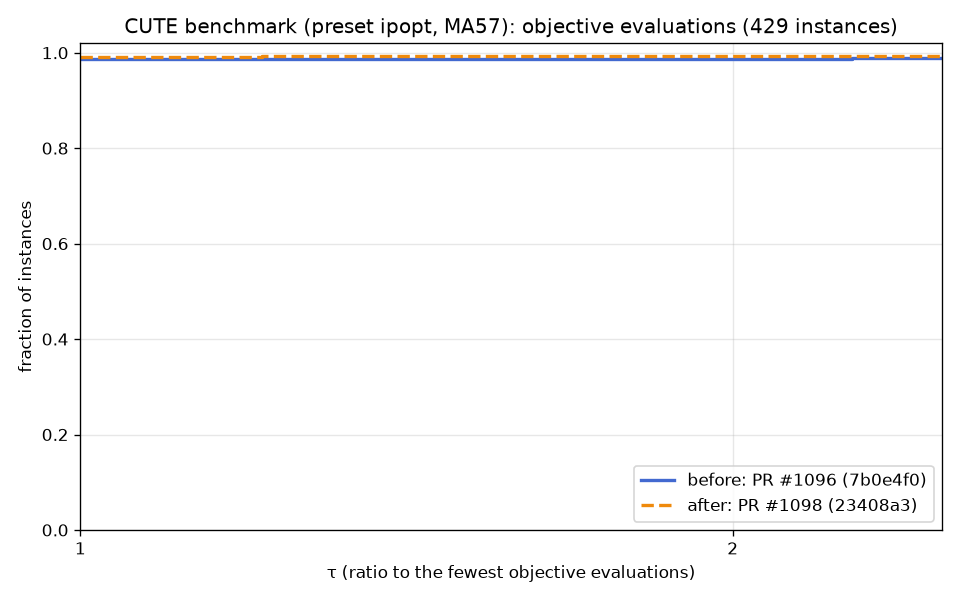 CUTE benchmark (preset ipopt, MA57): objective evaluations (429 instances)
fraction of instances
1.0
0.8
0.6
0.4
0.2
0.0
before: PR #1096 (7b0e4f0)
after: PR #1098 (23408a3)
1
2
τ (ratio to the fewest objective evaluations)